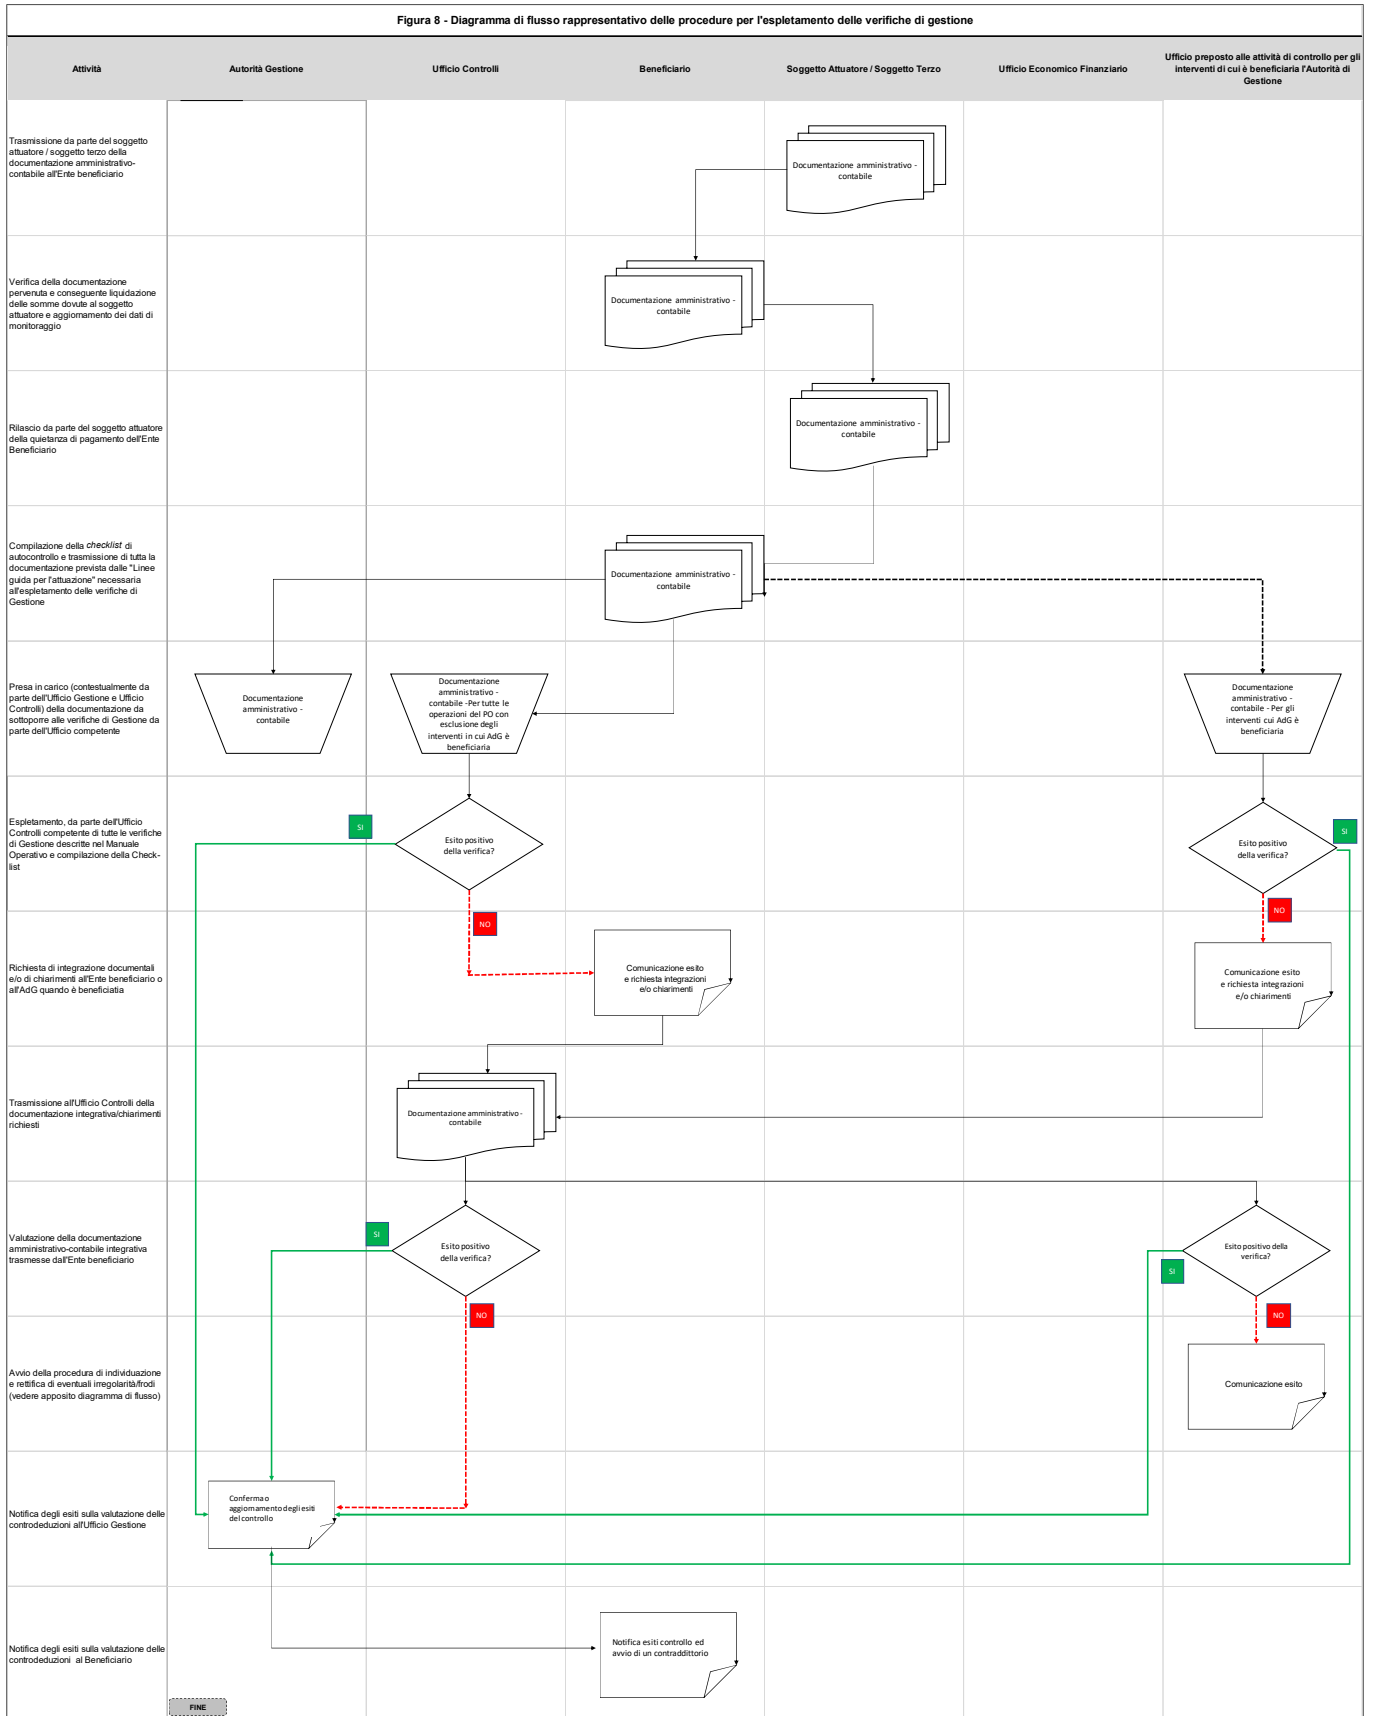 Figura 8 - Diagramma di flusso rappresentativo delle procedure per l'espletamento delle verifiche di gestione
Attività
Autorità Gestione
Ufficio Controlli
Beneficiario
Soggetto Attuatore / Soggetto Terzo
Ufficio Economico Finanziario
Ufficio preposto alle attività di controllo per gli
interventi di cui è beneficiaria l'Autorità di
Gestione
Trasmissione da parte del soggetto
attuatore / soggetto terzo della
documentazione amministrativo-
contabile all'Ente beneficiario
Documentazione amministrativo -
contabile
Verifica della documentazione
pervenuta e conseguente liquidazione
delle somme dovute al soggetto
attuatore e aggiornamento dei dati di
monitoraggio
Documentazione amministrativo -
contabile
Rilascio da parte del soggetto attuatore
della quietanza di pagamento dell'Ente
Beneficiario
Documentazione amministrativo -
contabile
Compilazione della checklist di
autocontrollo e trasmissione di tutta la
documentazione prevista dalle "Linee
guida per l'attuazione" necessaria
all'espletamento delle verifiche di
Gestione
Documentazione amministrativo -
contabile
Presa in carico (contestualmente da
parte dell'Ufficio Gestione e Ufficio
Controlli) della documentazione da
sottoporre alle verifiche di Gestione da
parte dell'Ufficio competente
Documentazione
amministrativo -
contabile
Documentazione
amministrativo -
contabile -Per tutte le
operazioni del PO con
esclusione degli
interventi in cui AdG è
beneficiaria
Documentazione
amministrativo -
contabile - Per gli
interventi cui AdG è
beneficiaria
Espletamento, da parte dell'Ufficio
Controlli competente di tutte le verifiche
di Gestione descritte nel Manuale
Operativo e compilazione della Check-
list
SI
Esito positivo
della verifica?
Esito positivo
della verifica?
SI
NO
NO
Richiesta di integrazione documentali
e/o di chiarimenti all'Ente beneficiario o
all'AdG quando è beneficiatia
Comunicazione esito
e richiesta integrazioni
e/o chiarimenti
Comunicazione esito
e richiesta integrazioni
e/o chiarimenti
Trasmissione all'Ufficio Controlli della
documentazione integrativa/chiarimenti
richiesti
Documentazione amministrativo -
contabile
Valutazione della documentazione
amministrativo-contabile integrativa
trasmesse dall'Ente beneficiario
SI
Esito positivo
della verifica?
Esito positivo della
verifica?
SI
NO
NO
Avvio della procedura di individuazione
e rettifica di eventuali irregolarità/frodi
(vedere apposito diagramma di flusso)
Comunicazione esito
Notifica degli esiti sulla valutazione delle
controdeduzioni all'Ufficio Gestione
Conferma o
aggiornamento degli esiti
del controllo
Notifica degli esiti sulla valutazione delle
controdeduzioni al Beneficiario
Notifica esiti controllo ed
avvio di un contraddittorio
FINE